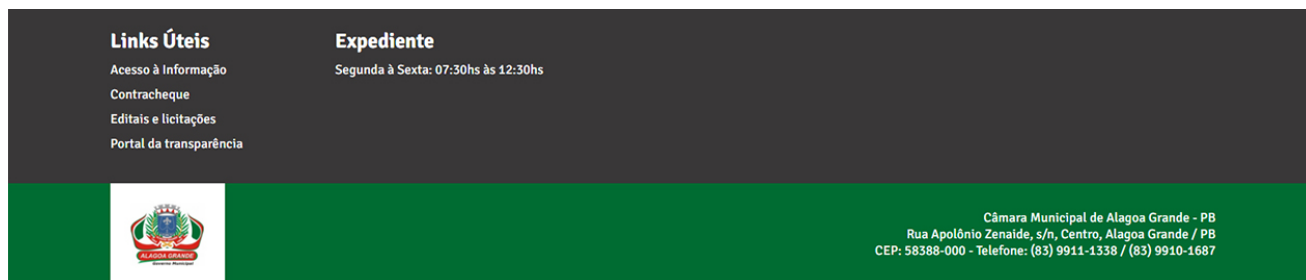 Links Úteis
Acesso à Informação
Contracheque
Editais e licitações
Portal da transparência
Expediente
Segunda à Sexta: 07:30hs às 12:30hs
ALAGOA GRANDE
Governo Municipal
Câmara Municipal de Alagoa Grande - PB
Rua Apolônio Zenaide, s/n, Centro, Alagoa Grande / PB
CEP: 58388-000 - Telefone: (83) 9911-1338 / (83) 9910-1687